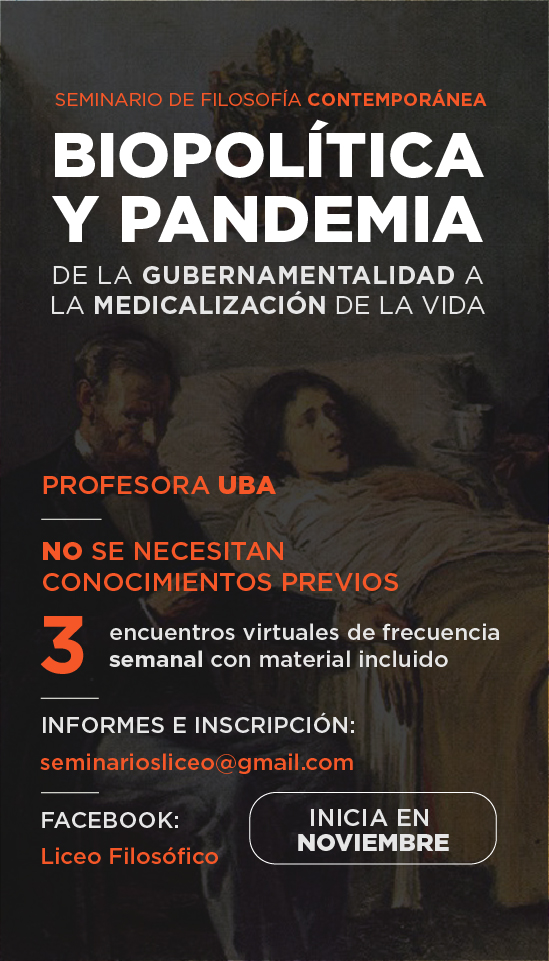 SEMINARIO DE FILOSOFÍA CONTEMPORÁNEA
BIOPOLÍTICA
Y PANDEMIA
DE LA GUBERNAMENTALIDAD A
LA MEDICALIZACIÓN DE LA VIDA
PROFESORA UBA
NO SE NECESITAN
CONOCIMIENTOS PREVIOS
3 encuentros virtuales de frecuencia
semanal con material incluido
INFORMES E INSCRIPCIÓN:
seminariosliceo@gmail.com
FACEBOOK:
Liceo Filosófico
INICIA EN
NOVIEMBRE